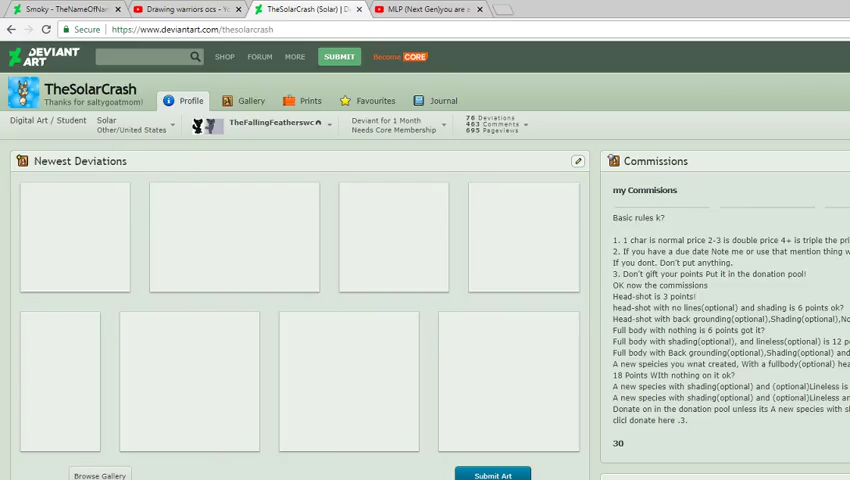 Smoky - TheNameOfNam
Drawing warriors ocs - Yo
TheSolarCrash (Solar) | D
MLP (Next Gen)you are a
Secure
https://www.deviantart.com/thesolarcrash
DEVIANT ART
SHOP
FORUM
MORE
SUBMIT
Become CORE
TheSolarCrash
Thanks for saltygoatmom!
Profile
Gallery
Prints
Favourites
Journal
Digital Art / Student
Solar
Other/United States
TheFallingFeatherswc
Deviant for 1 Month
Needs Core Membership
76 Deviations
463 Comments
695 Pageviews
Newest Deviations
Browse Gallery
Submit Art
Commissions
my Commisions
Basic rules k?
1. 1 char is normal price 2-3 is double price 4+ is triple the pri
2. If you have a due date Note me or use that mention thing w
If you dont. Don't put anything.
3. Don't gift your points Put it in the donation pool!
OK now the commissions
Head-shot is 3 points!
head-shot with no lines(optional) and shading is 6 points ok?
Head-shot with back grounding(optional),Shading(optional),No
Full body with nothing is 6 points got it?
Full body with shading(optional), and lineless(optional) is 12 po
Full body with Back grounding(optional),Shading(optional) and
A new speicies you wnat created, With a fullbody(optional) hea
18 Points WIth nothing on it ok?
A new species with shading(optional) and (optional)Lineless is
A new species with shading(optional) and (optional)Lineless an
Donate on in the donation pool unless its A new species with sh
clicl donate here .3.
30